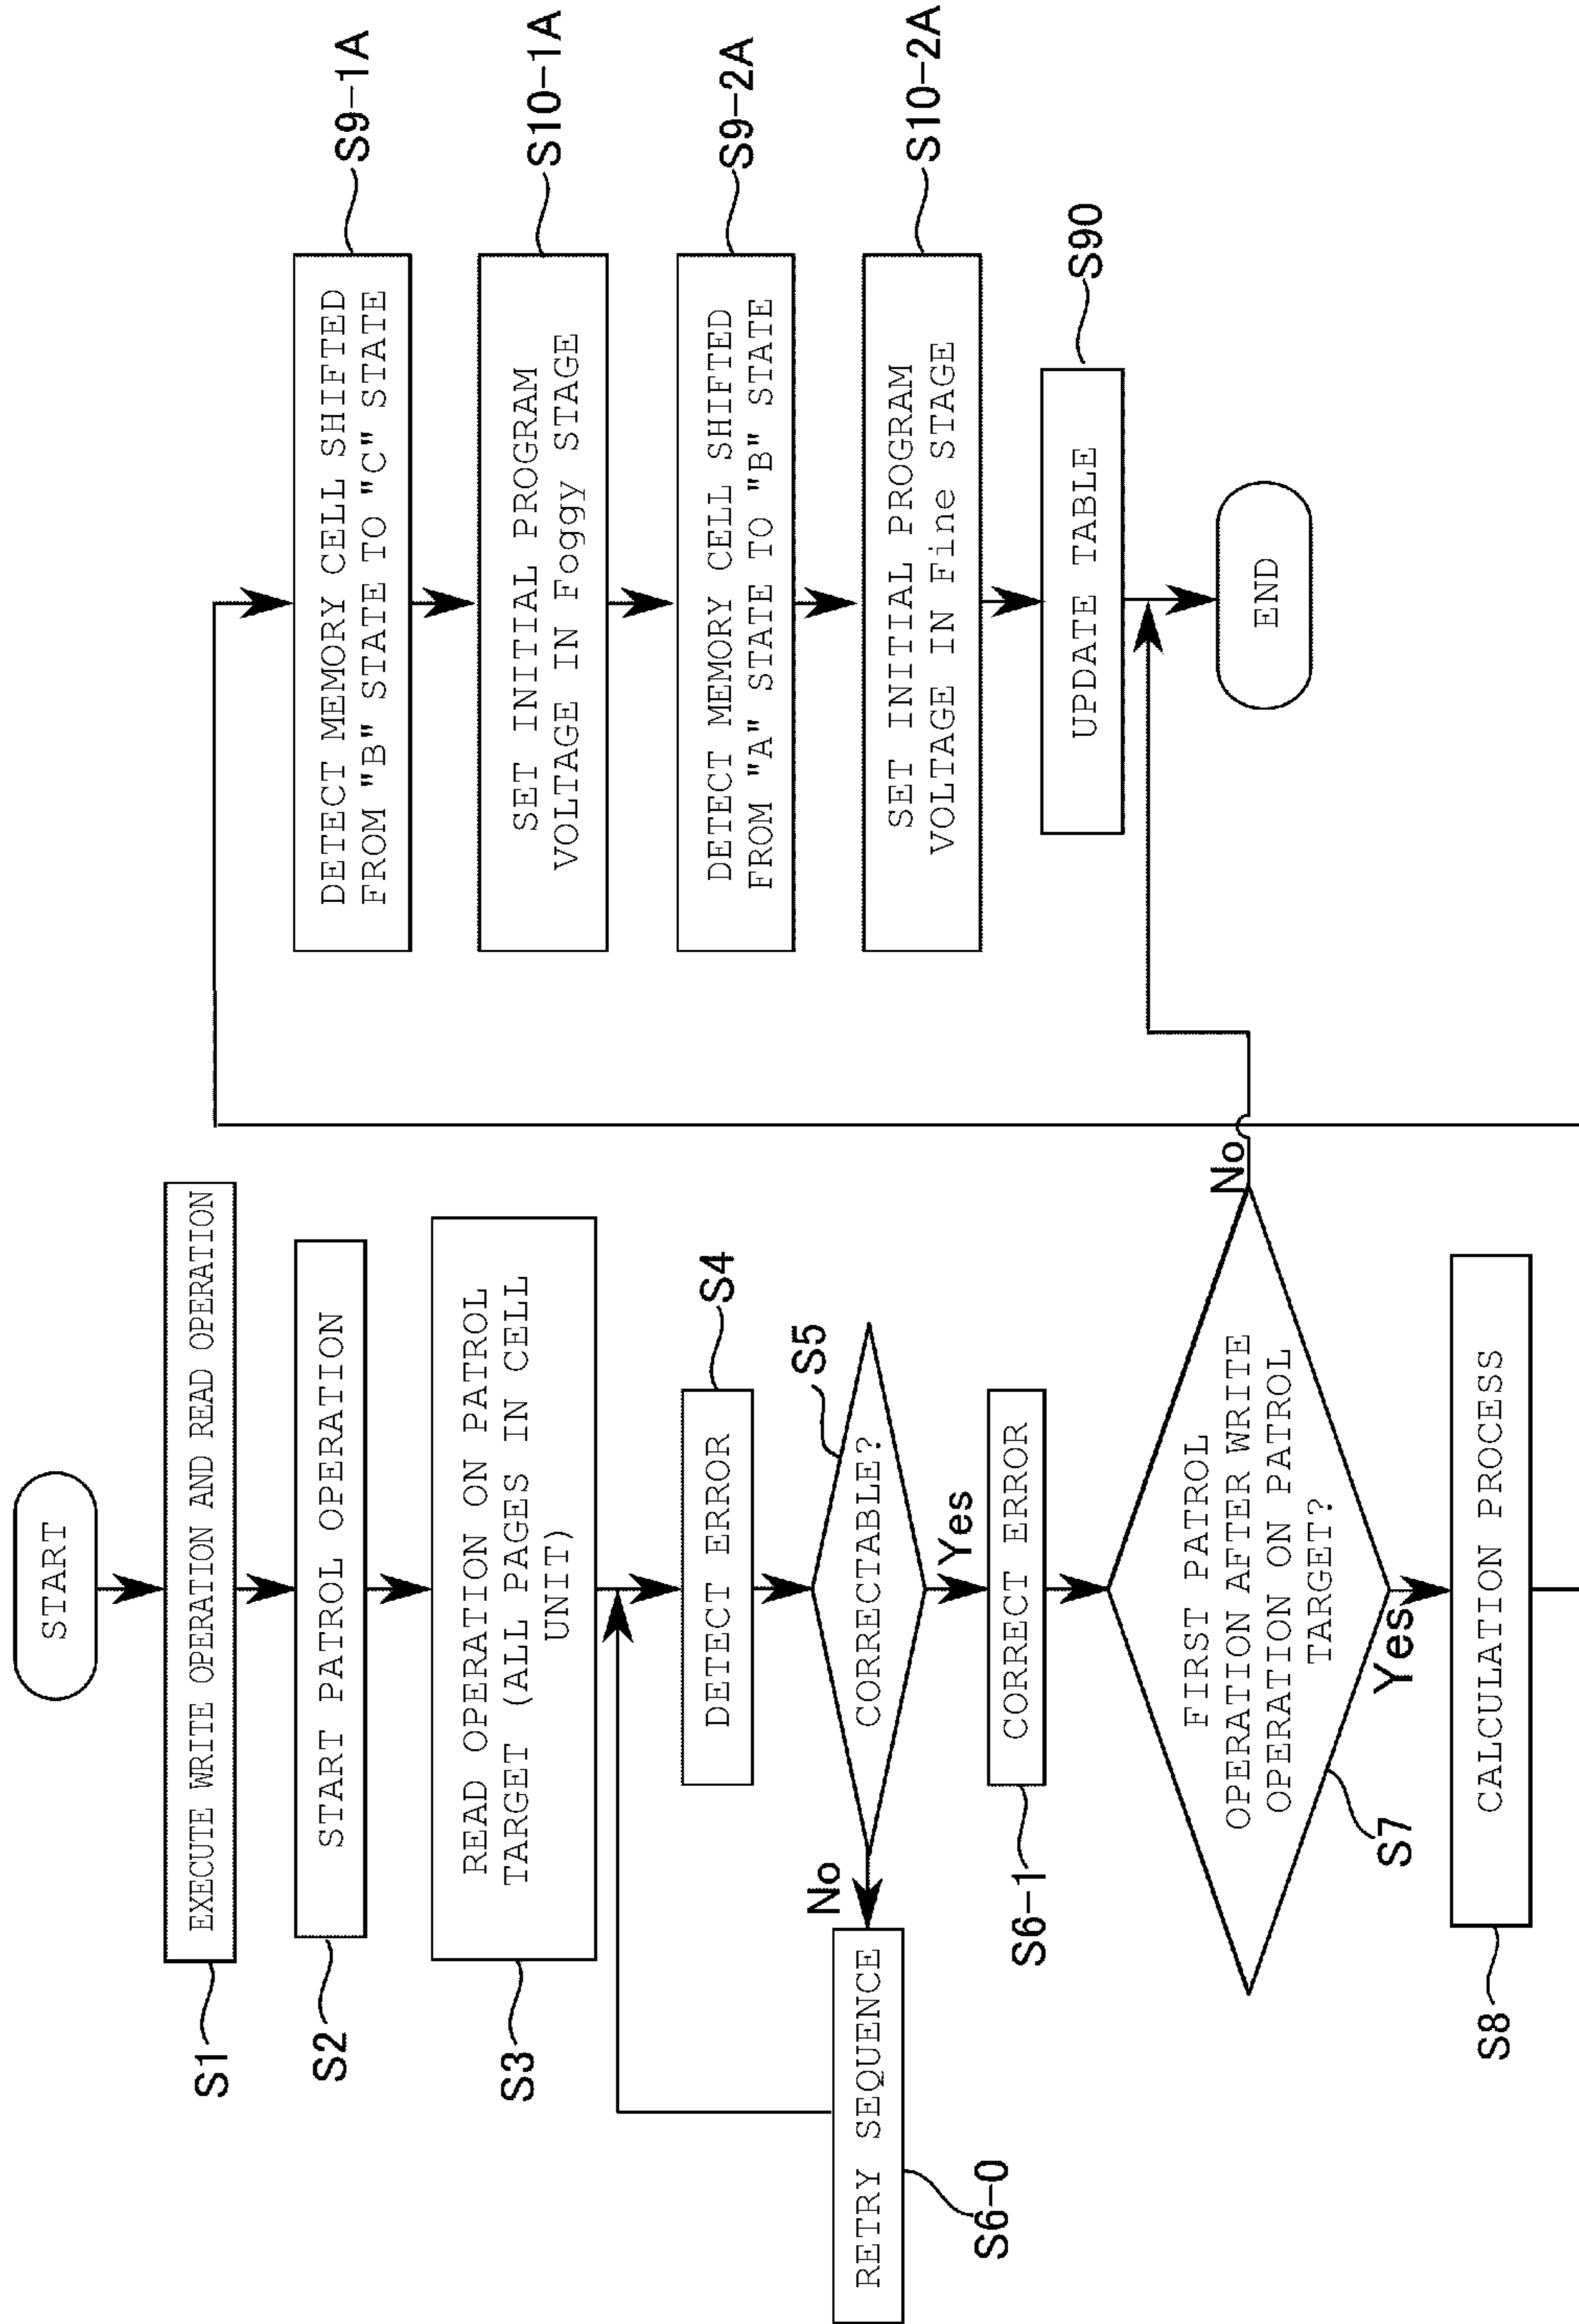 START
EXECUTE WRITE OPERATION AND READ OPERATION
S1
START PATROL OPERATION
S2
READ OPERATION ON PATROL
TARGET (ALL PAGES IN CELL
UNIT)
S3
DETECT ERROR
S4
CORRECTABLE?
S5
No
Yes
RETRY SEQUENCE
S6-0
CORRECT ERROR
S6-1
FIRST PATROL
OPERATION AFTER WRITE
OPERATION ON PATROL
TARGET?
S7
No
Yes
CALCULATION PROCESS
S8
DETECT MEMORY CELL SHIFTED
FROM "B" STATE TO "C" STATE
S9-1A
SET INITIAL PROGRAM
VOLTAGE IN Foggy STAGE
S10-1A
DETECT MEMORY CELL SHIFTED
FROM "A" STATE TO "B" STATE
S9-2A
SET INITIAL PROGRAM
VOLTAGE IN Fine STAGE
S10-2A
UPDATE TABLE
S90
END